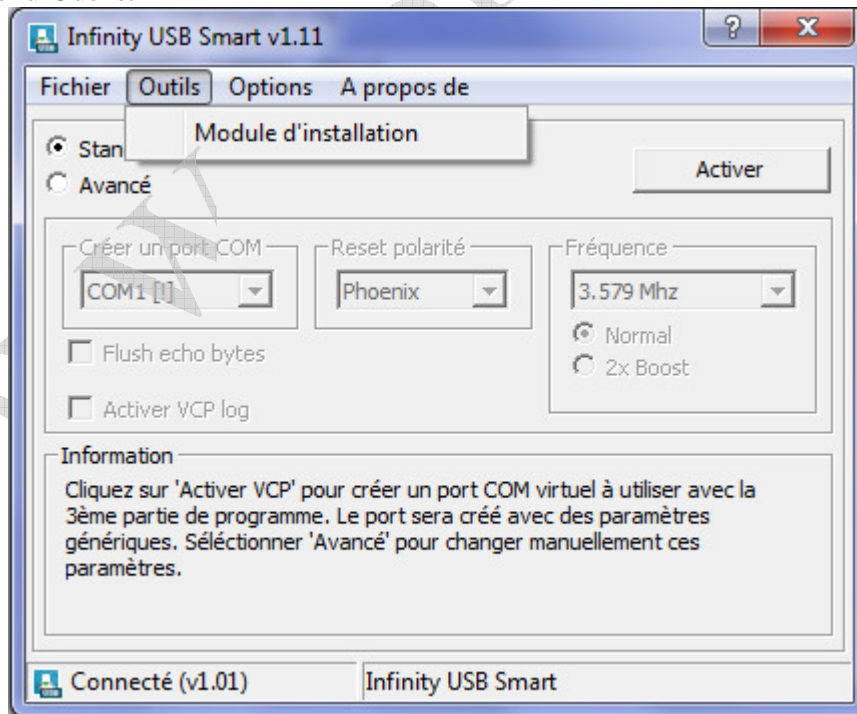 Infinity USB Smart v1.11
Fichier Outils Options A propos de
Module d'installation
Stan
Avancé
Activer
Créer un port COM
Reset polarité
Fréquence
COM1 [!]
Phoenix
3.579 Mhz
Normal
2x Boost
Flush echo bytes
Activer VCP log
Information
Cliquez sur 'Activer VCP' pour créer un port COM virtuel à utiliser avec la
3ème partie de programme. Le port sera créé avec des paramètres
génériques. Séléctionner 'Avancé' pour changer manuellement ces
paramètres.
Connecté (v1.01)
Infinity USB Smart